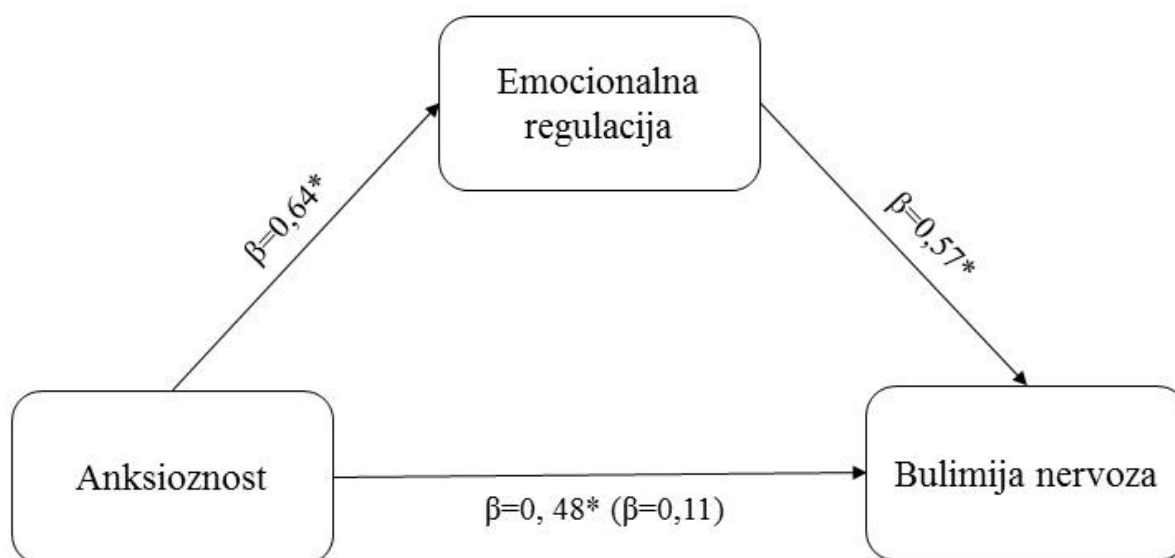 Emocionalna
regulacija
β=0,64*
β=0,57*
Anksioznost
Bulimija nervoza
β=0, 48* (β=0,11)